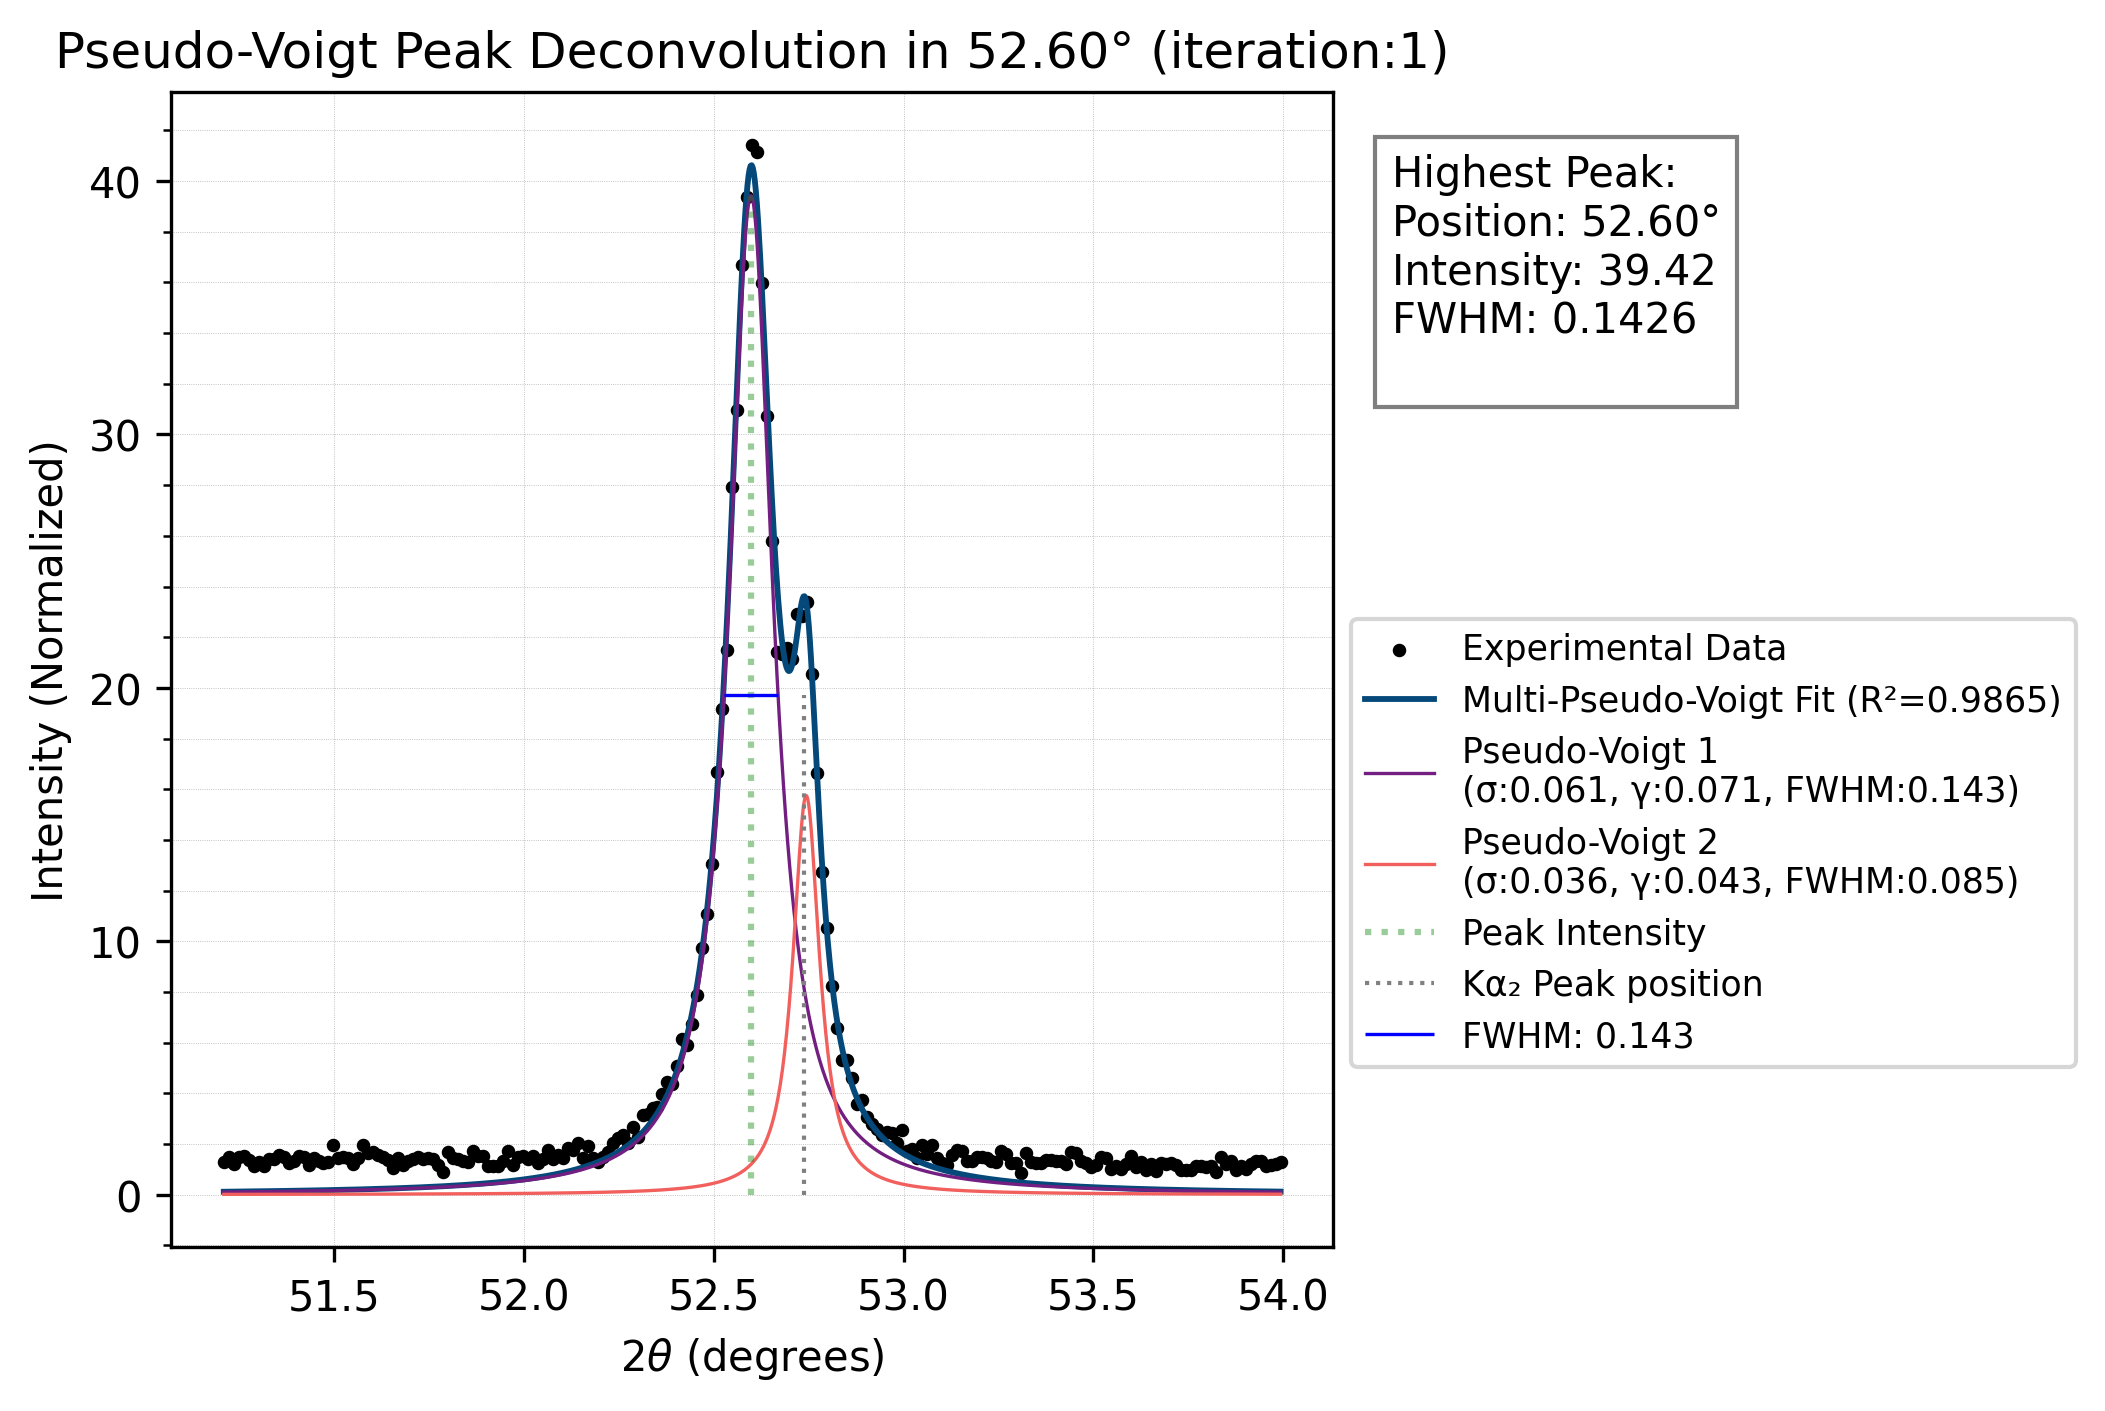 Pseudo-Voigt Peak Deconvolution in 52.60° (iteration:1)
Intensity (Normalized)
40
30
20
10
0
51.5 52.0 52.5 53.0 53.5 54.0
2θ (degrees)
Highest Peak:
Position: 52.60°
Intensity: 39.42
FWHM: 0.1426
Experimental Data
Multi-Pseudo-Voigt Fit (R²=0.9865)
Pseudo-Voigt 1
(σ:0.061, γ:0.071, FWHM:0.143)
Pseudo-Voigt 2
(σ:0.036, γ:0.043, FWHM:0.085)
Peak Intensity
Kα₂ Peak position
FWHM: 0.143